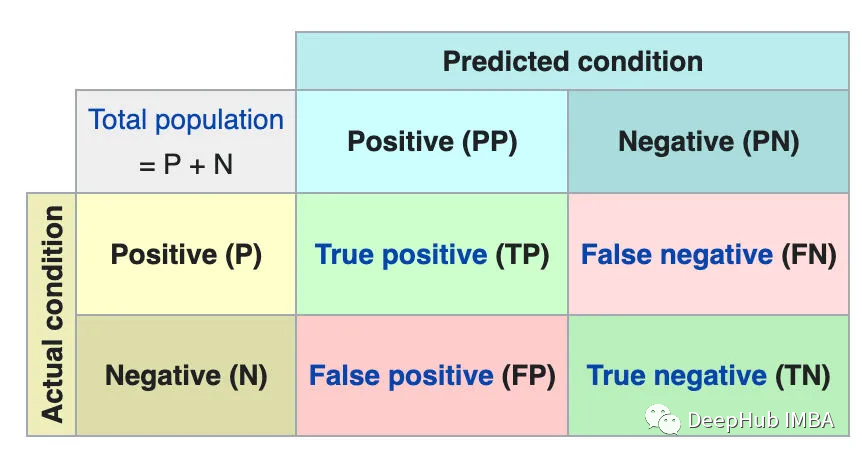 Predicted condition
Total population
= P + N
Positive (PP)
Negative (PN)
Actual condition
Positive (P)
True positive (TP)
False negative (FN)
Negative (N)
False positive (FP)
True negative (TN)
DeepHub IMBA